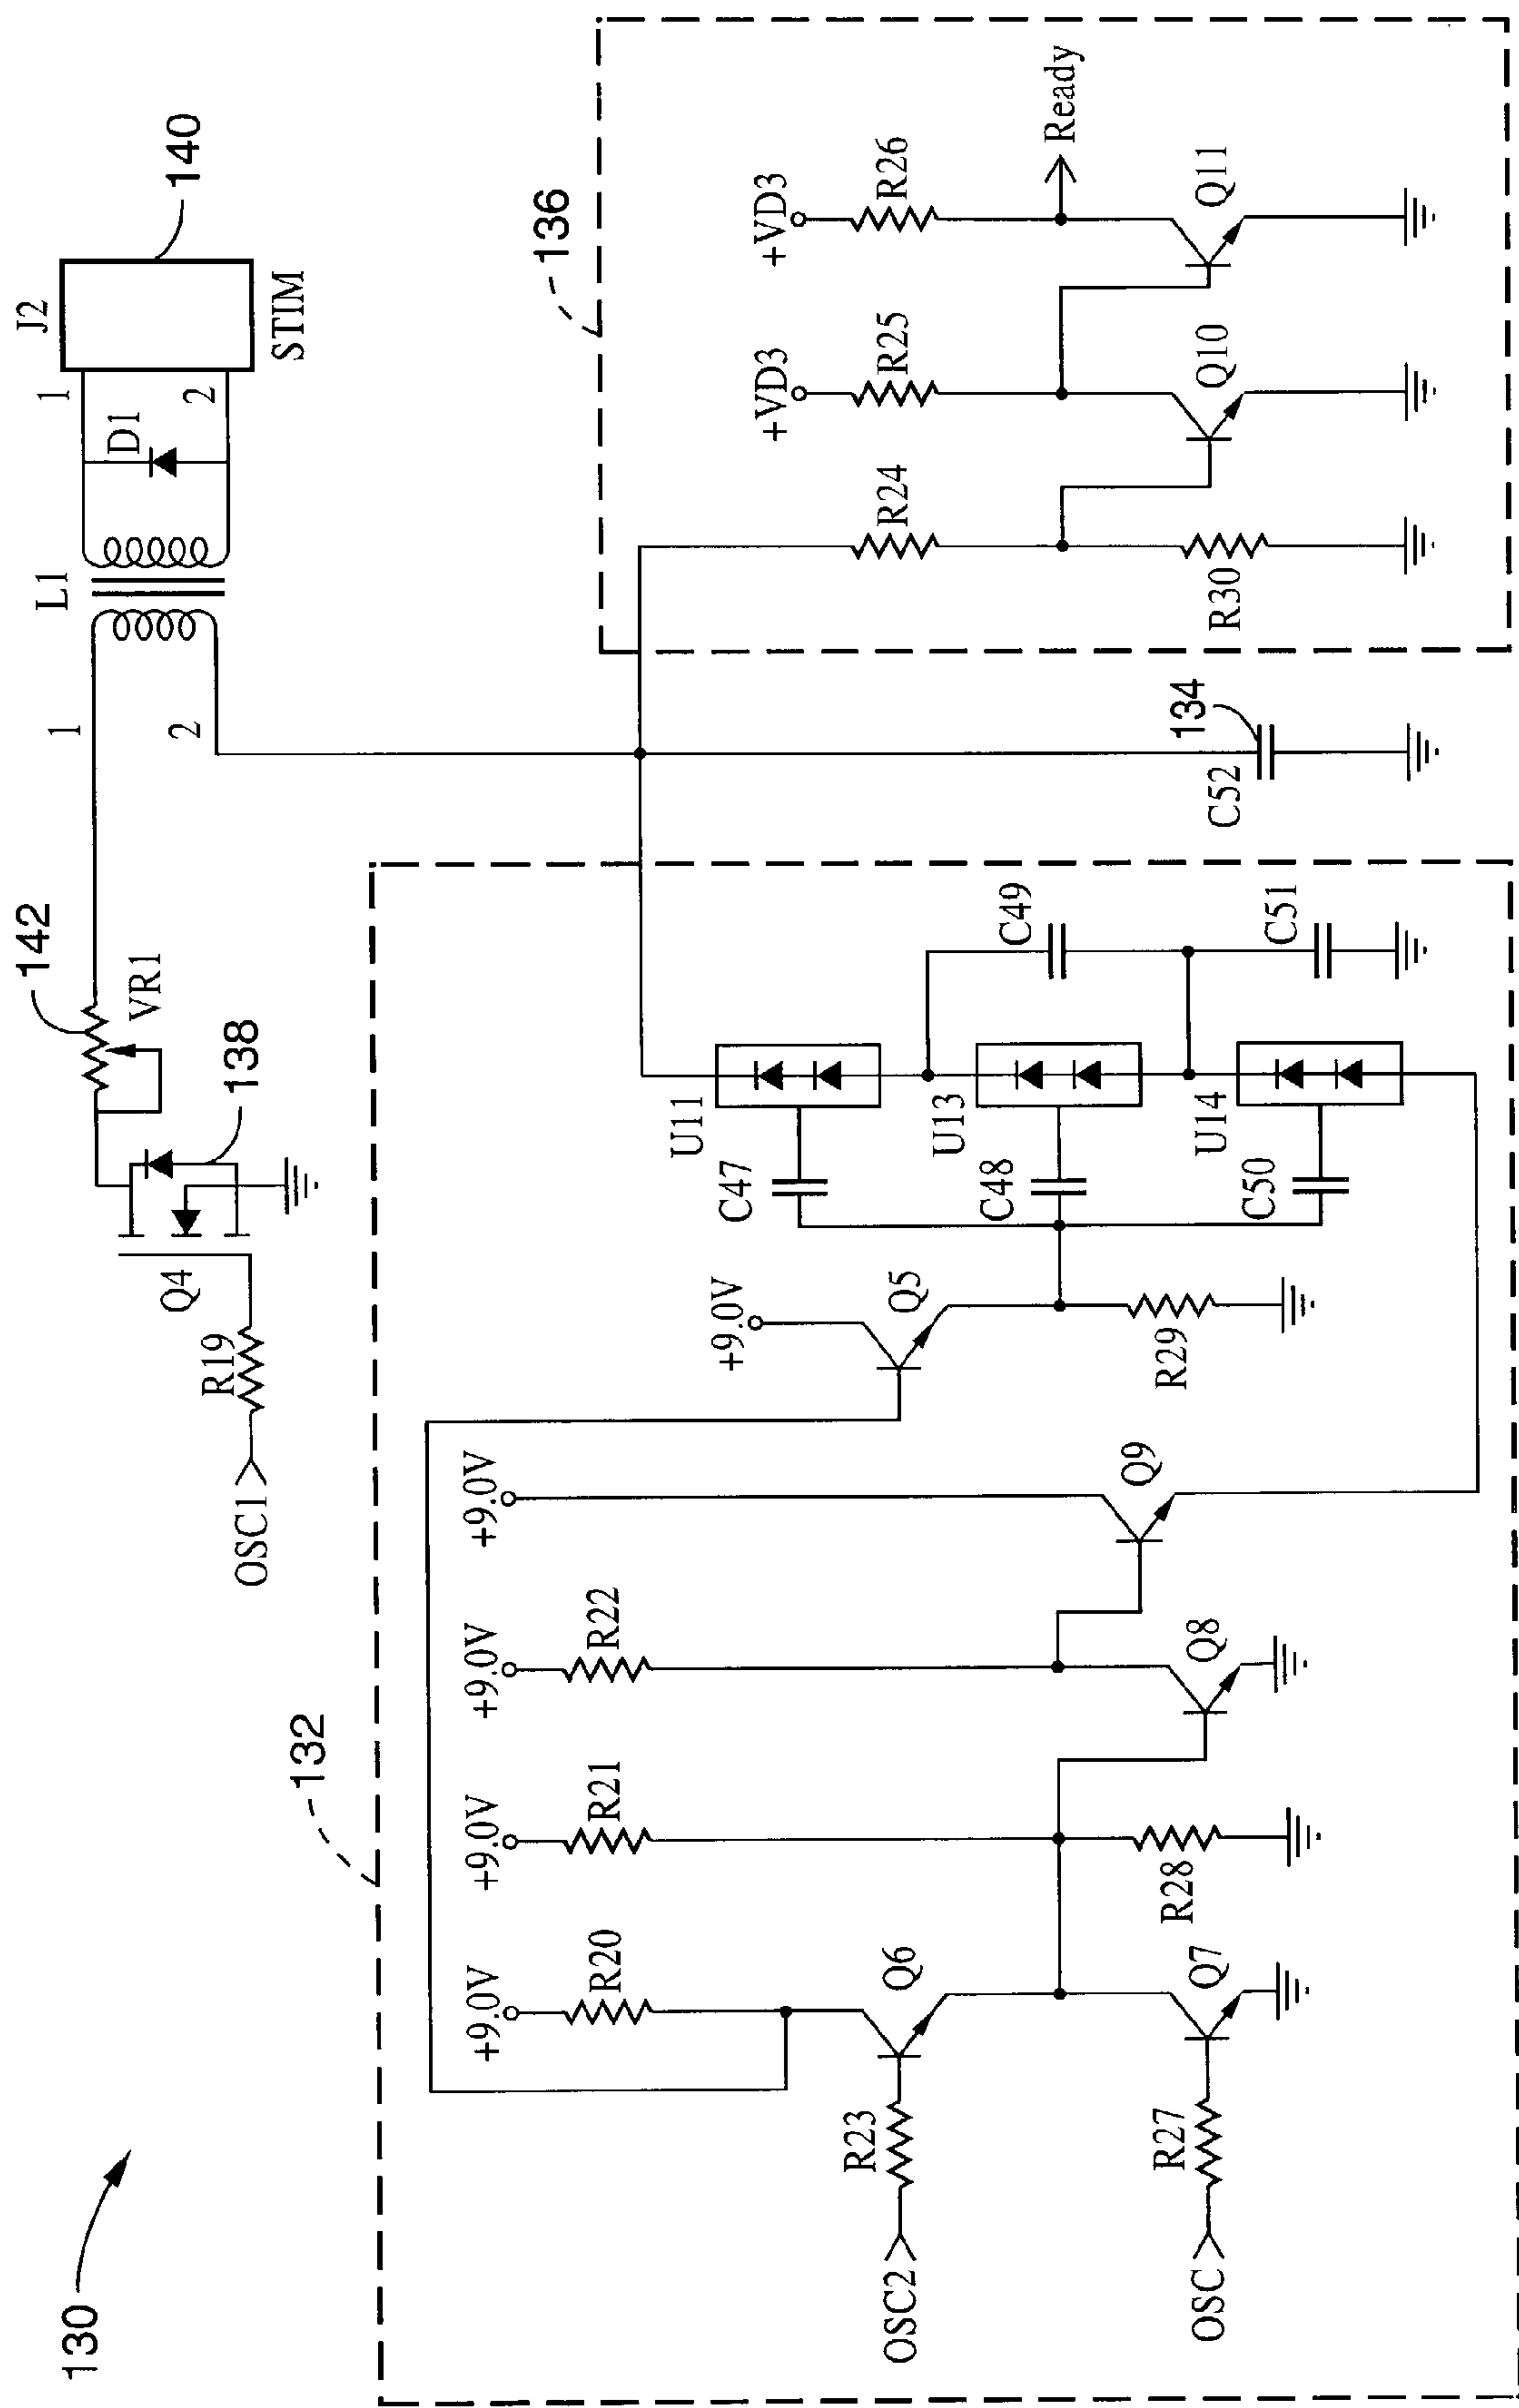 130
132
+9.0V
+9.0V
+9.0V
+9.0V
R20
R21
R22
OSC2
R23
Q6
OSC
R27
Q7
R28
Q8
Q9
+9.0V
Q5
R29
C47
C48
C50
U11
U13
U14
C49
C51
OSC1
R19
Q4
138
142
VR1
1
2
L1
D1
1
2
J2
STIM
140
134
C52
136
+VD3
+VD3
R24
R25
R26
R30
Q10
Q11
Ready